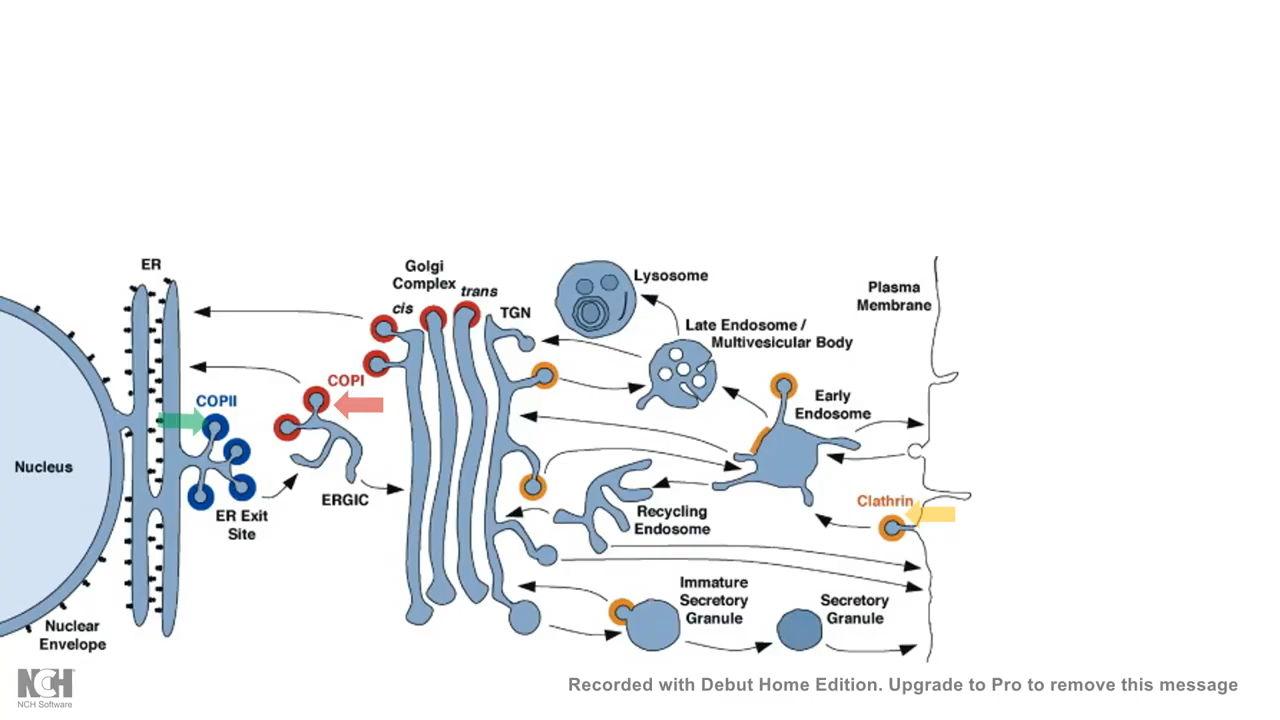 ER
Golgi
Complex
cis
trans
TGN
Lysosome
Plasma
Membrane
Late Endosome /
Multivesicular Body
COPI
COPII
Early
Endosome
Nucleus
ERGIC
ER Exit
Site
Clathrin
Recycling
Endosome
Immature
Secretory
Granule
Secretory
Granule
Nuclear
Envelope
NCH
NCH Software
Recorded with Debut Home Edition. Upgrade to Pro to remove this message